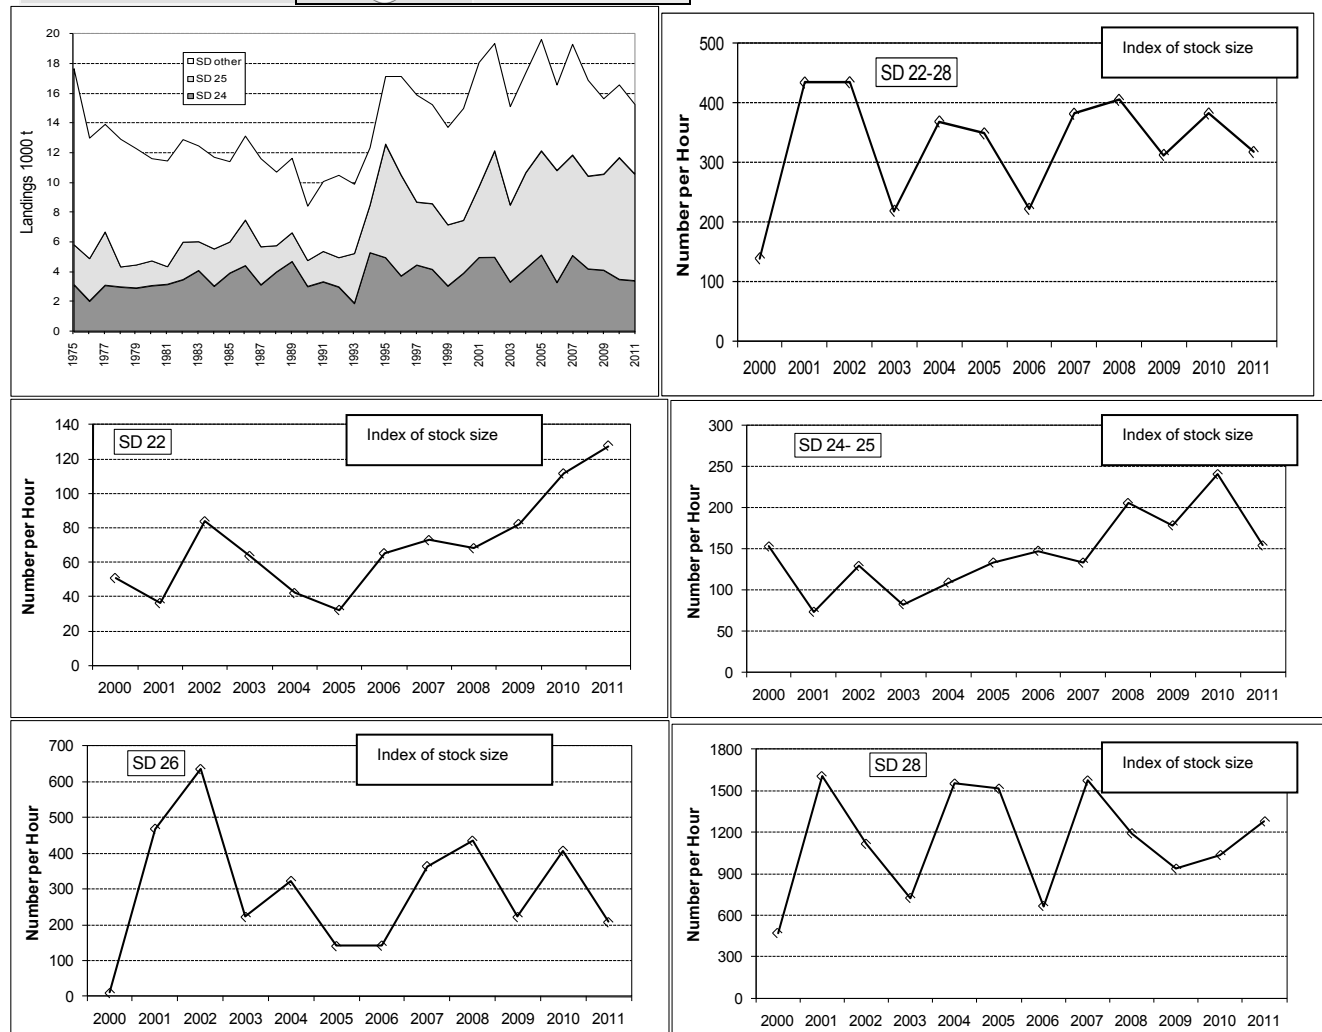 20
18
16
14
12
10
8
6
4
2
0
Landings 1000 t
SD other
SD 25
SD 24
1975
1977
1979
1981
1983
1985
1987
1989
1991
1993
1995
1997
1999
2001
2003
2005
2007
2009
2011
500
400
300
200
100
0
Number per Hour
SD 22-28
Index of stock size
2000 2001 2002 2003 2004 2005 2006 2007 2008 2009 2010 2011
140
120
100
80
60
40
20
0
Number per Hour
SD 22
Index of stock size
2000 2001 2002 2003 2004 2005 2006 2007 2008 2009 2010 2011
300
250
200
150
100
50
0
Number per Hour
SD 24- 25
Index of stock size
2000 2001 2002 2003 2004 2005 2006 2007 2008 2009 2010 2011
700
600
500
400
300
200
100
0
Number per Hour
SD 26
Index of stock size
2000 2001 2002 2003 2004 2005 2006 2007 2008 2009 2010 2011
1800
1500
1200
900
600
300
0
Number per Hour
SD 28
Index of stock size
2000 2001 2002 2003 2004 2005 2006 2007 2008 2009 2010 2011